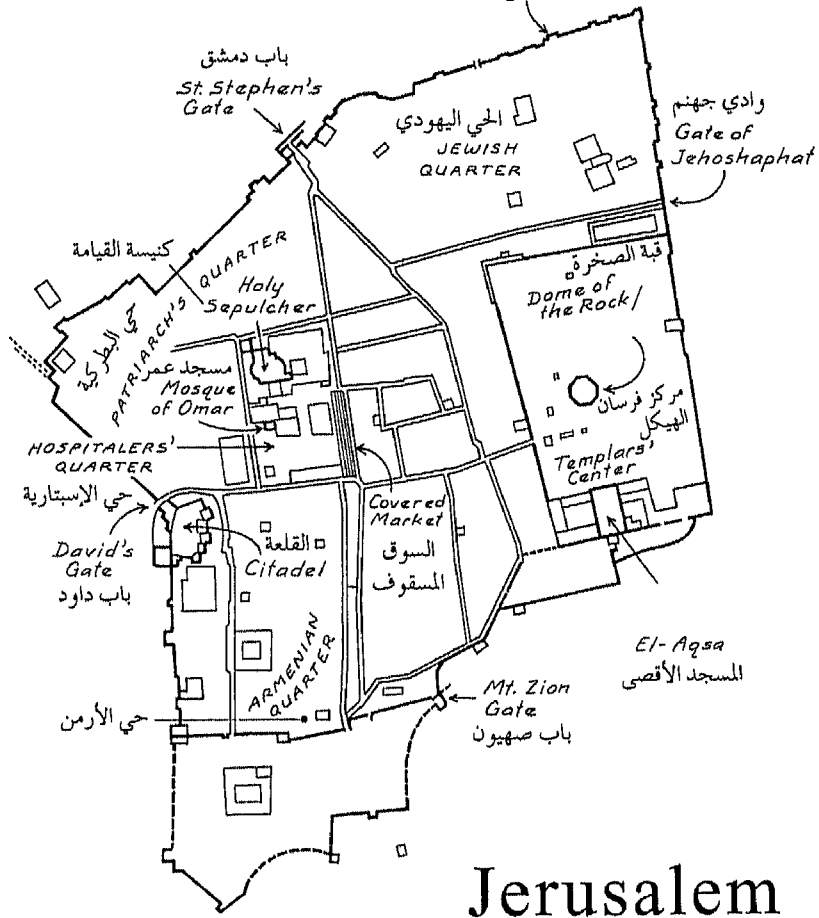 باب دمشق
St. Stephen's
Gate
الحي اليهودي
JEWISH
QUARTER
وادي جهنم
Gate of
Jehoshaphat
كنيسة القيامة
PATRIARCH'S QUARTER
حي البطركية
Holy
Sepulcher
قبة الصخرة
Dome of
the Rock
مسجد عمر
Mosque
of Omar
مركز فرسان
الهيكل
Templars'
Center
HOSPITALERS'
QUARTER
حي الإسبتارية
Covered
Market
السوق
المسقوف
David's
Gate
باب داود
القلعة
Citadel
El-Aqsa
المسجد الأقصى
ARMENIAN
QUARTER
حي الأرمن
Mt. Zion
Gate
باب صهيون
Jerusalem